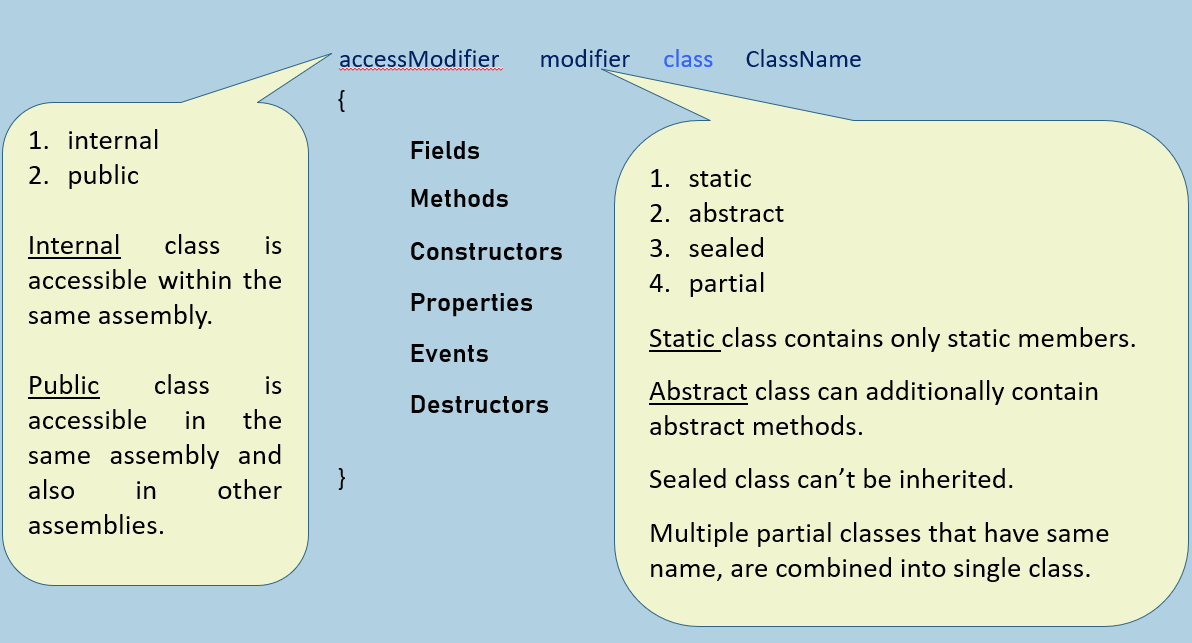 accessModifier modifier class ClassName
{
1. internal
2. public
Internal class is
accessible within the
same assembly.
Public class is
accessible in the
same assembly and
also in other
assemblies.
Fields
Methods
Constructors
Properties
Events
Destructors
}
1. static
2. abstract
3. sealed
4. partial
Static class contains only static members.
Abstract class can additionally contain
abstract methods.
Sealed class can’t be inherited.
Multiple partial classes that have same
name, are combined into single class.